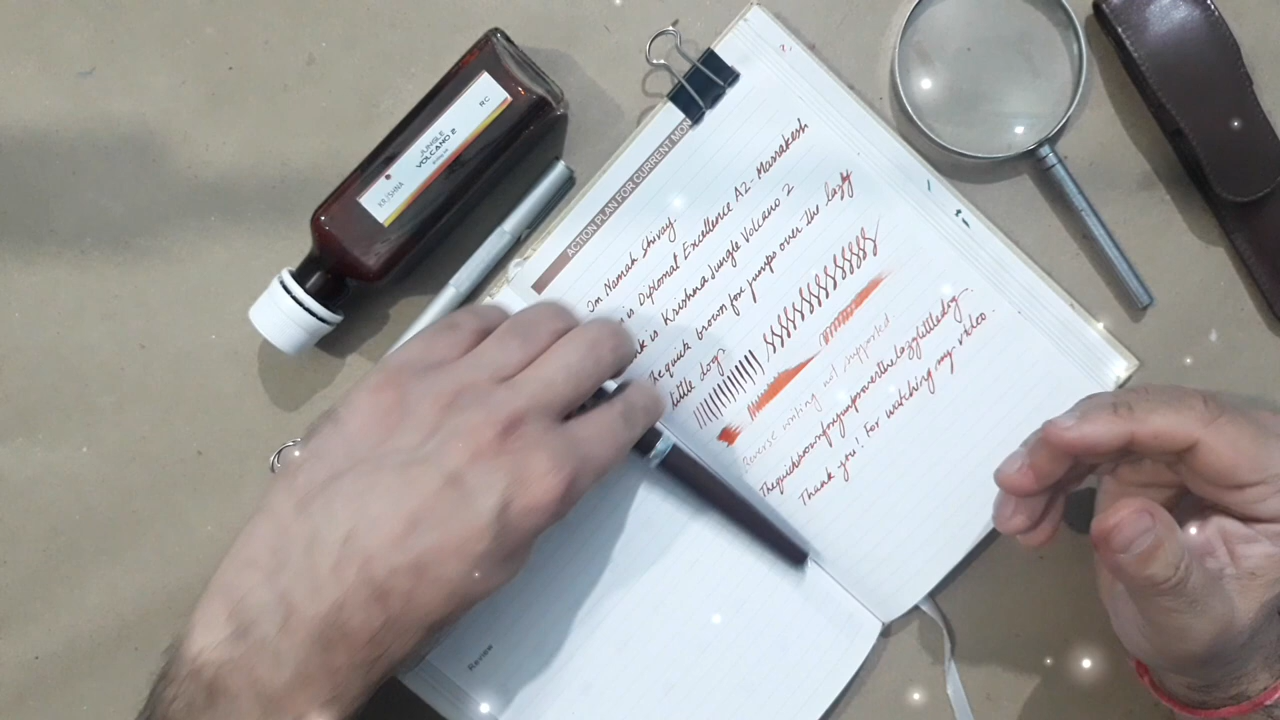 KRISHNA
JUNGLE
VOLCANO 2
RC
ACTION PLAN FOR CURRENT MON
Om Namah Shivay.
is Diplomat Excellence A2 - Marrakesh
is Krishna Jungle Volcano 2
quick brown fox jumps over the lazy
little dog.
Reverse writing not supported
Thequickbrownfoxjumpoverthelazylittledog.
Thank you! For watching my video.
Review